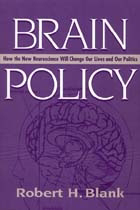 BRAIN
How the New Neuroscience Will Change Our Lives and Our Politics
POLICY
Robert H. Blank